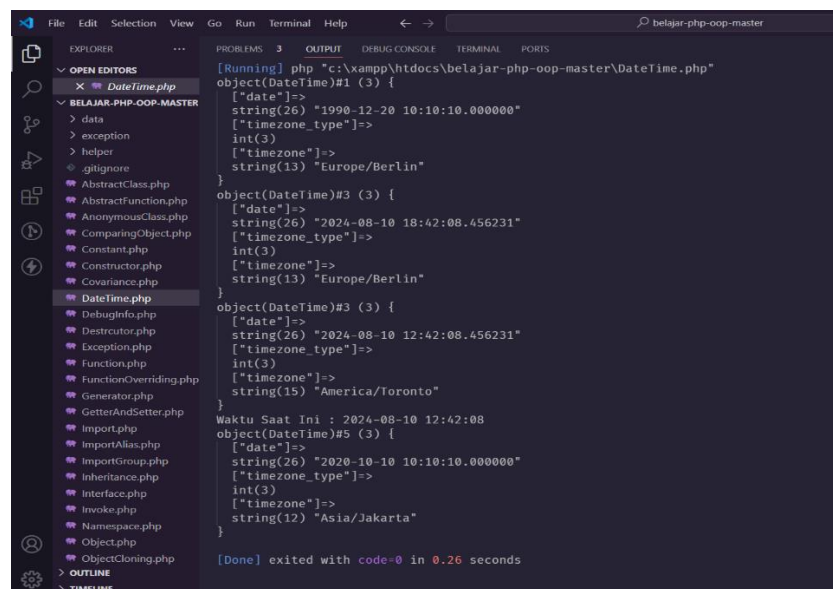 File Edit Selection View Go Run Terminal Help
belajar-php-oop-master
EXPLORER
OPEN EDITORS
DateTime.php
BELAJAR-PHP-OOP-MASTER
data
exception
helper
.gitignore
AbstractClass.php
AbstractFunction.php
AnonymousClass.php
ComparingObject.php
Constant.php
Constructor.php
Covariance.php
DateTime.php
DebugInfo.php
Destrcutor.php
Exception.php
Function.php
FunctionOverriding.php
Generator.php
GetterAndSetter.php
Import.php
ImportAlias.php
ImportGroup.php
Inheritance.php
Interface.php
Invoke.php
Namespace.php
Object.php
ObjectCloning.php
OUTLINE
TIMELINE
PROBLEMS 3 OUTPUT DEBUG CONSOLE TERMINAL PORTS
[Running] php "c:\xampp\htdocs\belajar-php-oop-master\DateTime.php"
object(DateTime)#1 (3) {
["date"]=>
string(26) "1990-12-20 10:10:10.000000"
["timezone_type"]=>
int(3)
["timezone"]=>
string(13) "Europe/Berlin"
}
object(DateTime)#3 (3) {
["date"]=>
string(26) "2024-08-10 18:42:08.456231"
["timezone_type"]=>
int(3)
["timezone"]=>
string(13) "Europe/Berlin"
}
object(DateTime)#3 (3) {
["date"]=>
string(26) "2024-08-10 12:42:08.456231"
["timezone_type"]=>
int(3)
["timezone"]=>
string(15) "America/Toronto"
}
Waktu Saat Ini : 2024-08-10 12:42:08
object(DateTime)#5 (3) {
["date"]=>
string(26) "2020-10-10 10:10:10.000000"
["timezone_type"]=>
int(3)
["timezone"]=>
string(12) "Asia/Jakarta"
}
[Done] exited with code=0 in 0.26 seconds